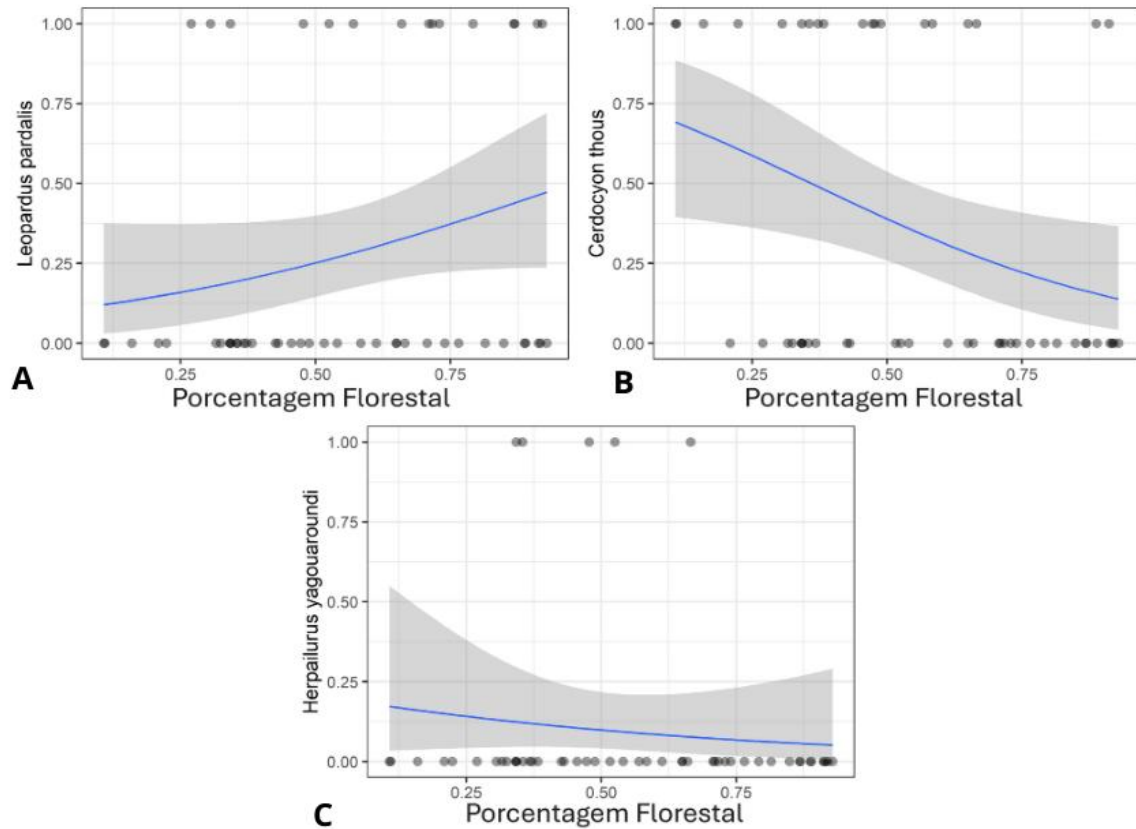 1.00
0.75
0.50
0.25
0.00
Leopardus pardalis
0.25 0.50 0.75
Porcentagem Florestal
A
1.00
0.75
0.50
0.25
0.00
Cerdocyon thous
0.25 0.50 0.75
Porcentagem Florestal
B
1.00
0.75
0.50
0.25
0.00
Herpailurus yagouaroundi
0.25 0.50 0.75
Porcentagem Florestal
C